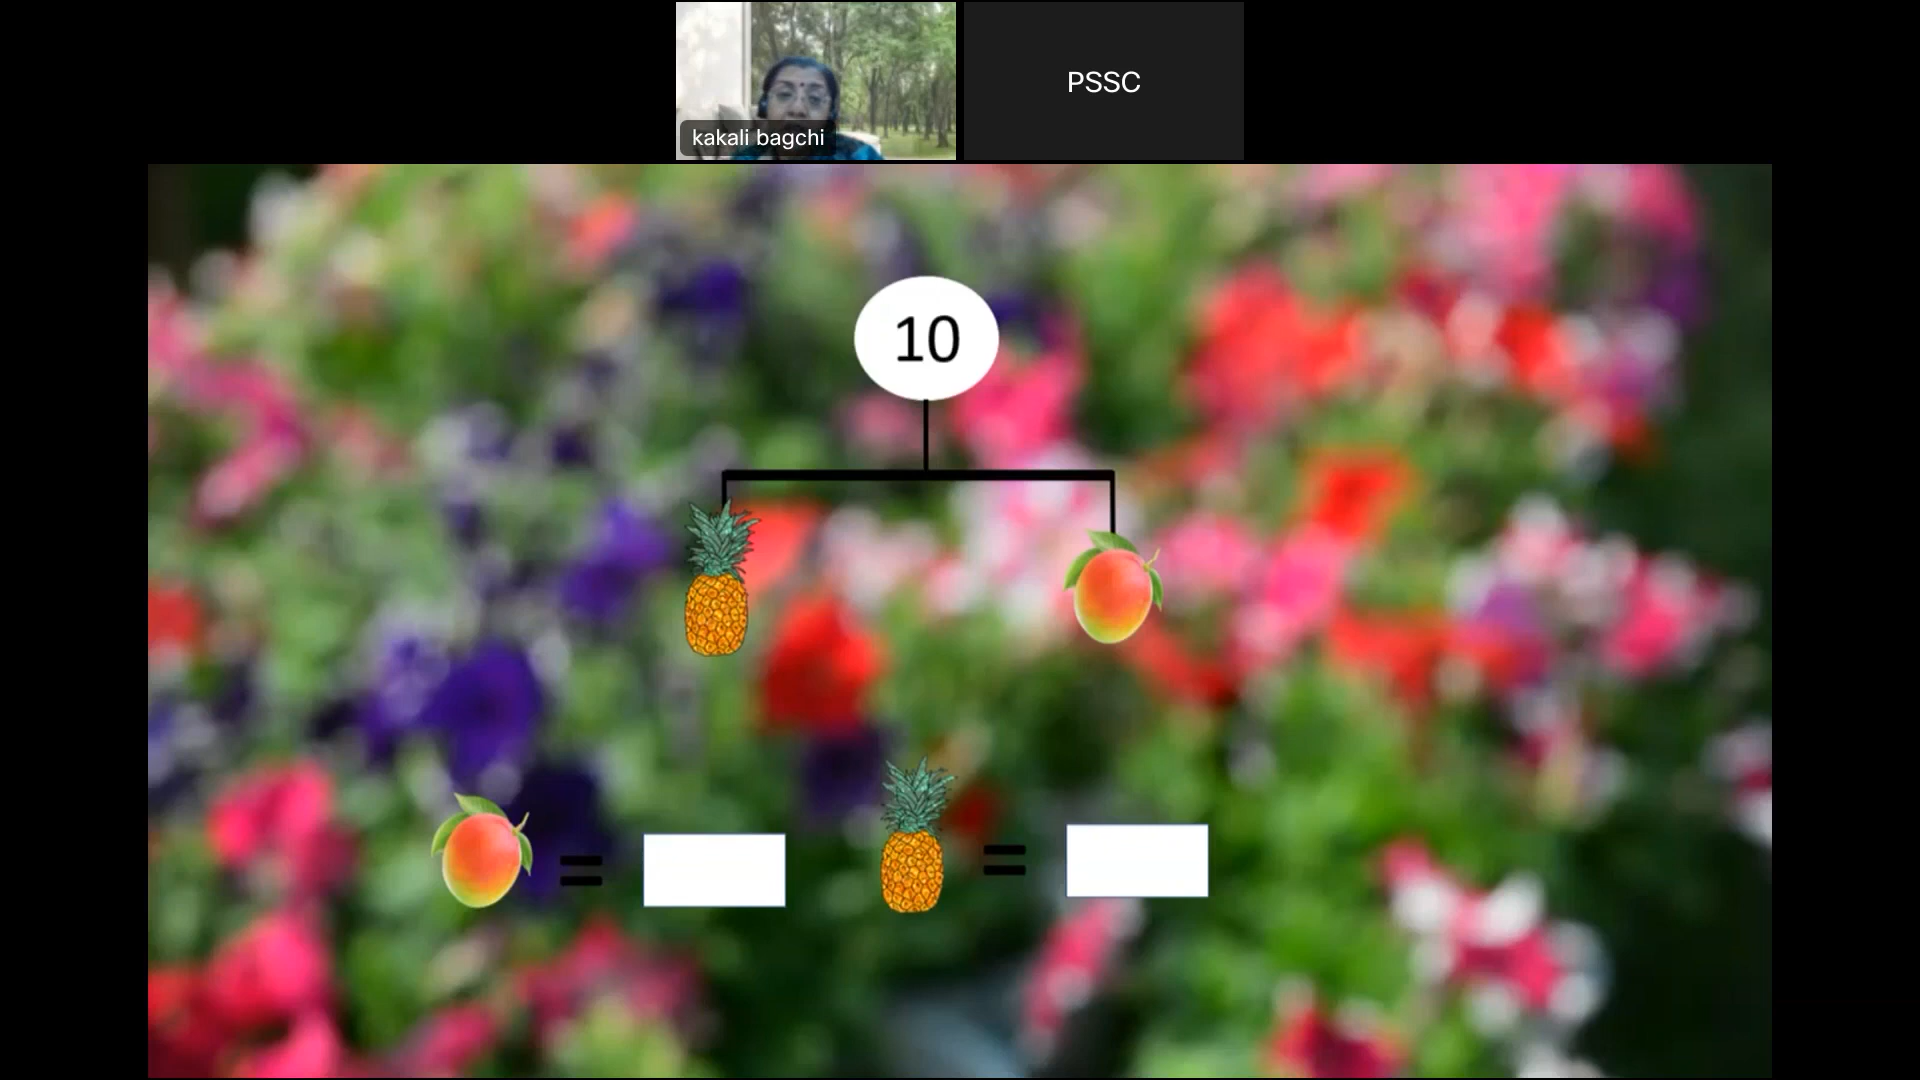 kakali bagchi
PSSC
10
=
=